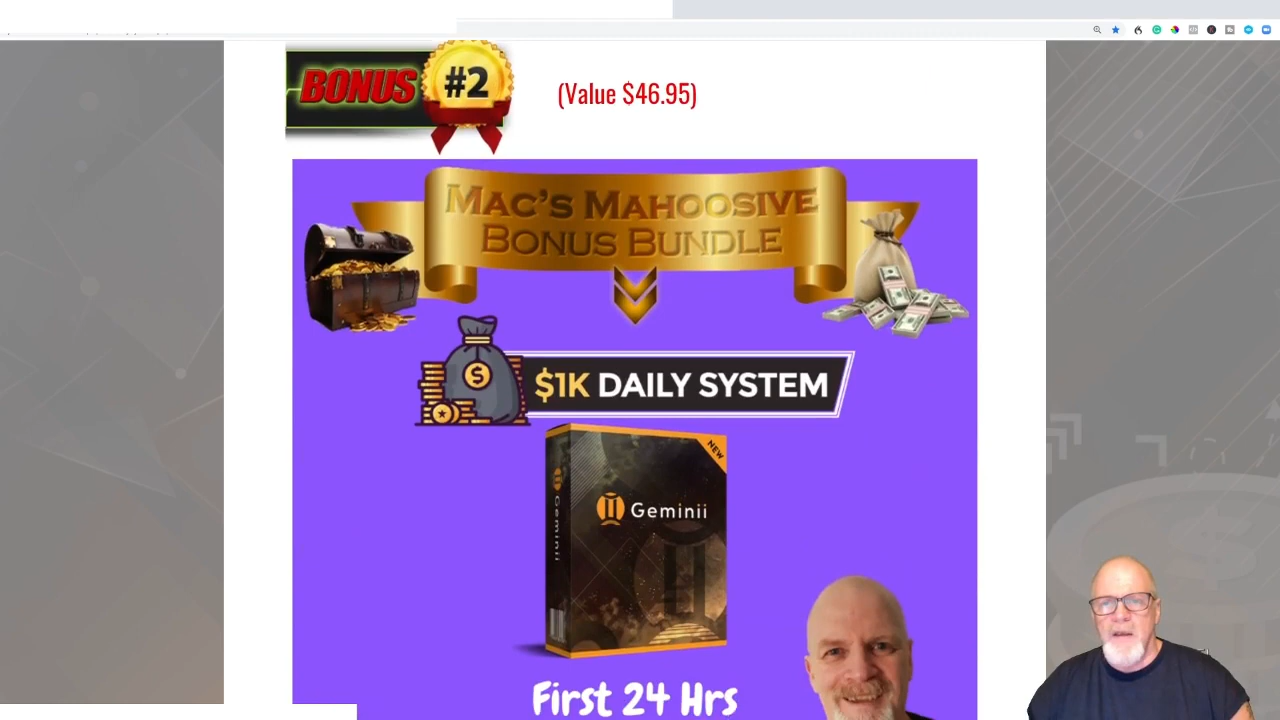 BONUS #2
(Value $46.95)
MAC'S MAHOOSIVE
BONUS BUNDLE
$1K DAILY SYSTEM
NEW
Geminii
Geminii
First 24 Hrs